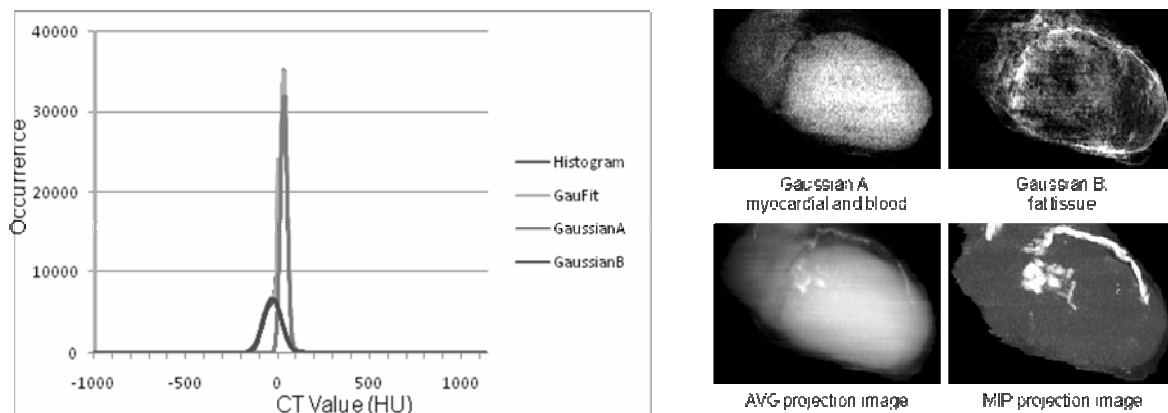 40000
30000
20000
10000
0
Occurrence
-1000
-500
0
500
1000
CT Value (HU)
Histogram
GauFit
GaussianA
GaussianB
Gaussian A
myocardial and blood
Gaussian B:
fat tissue
AVG projection image
MIP projection image